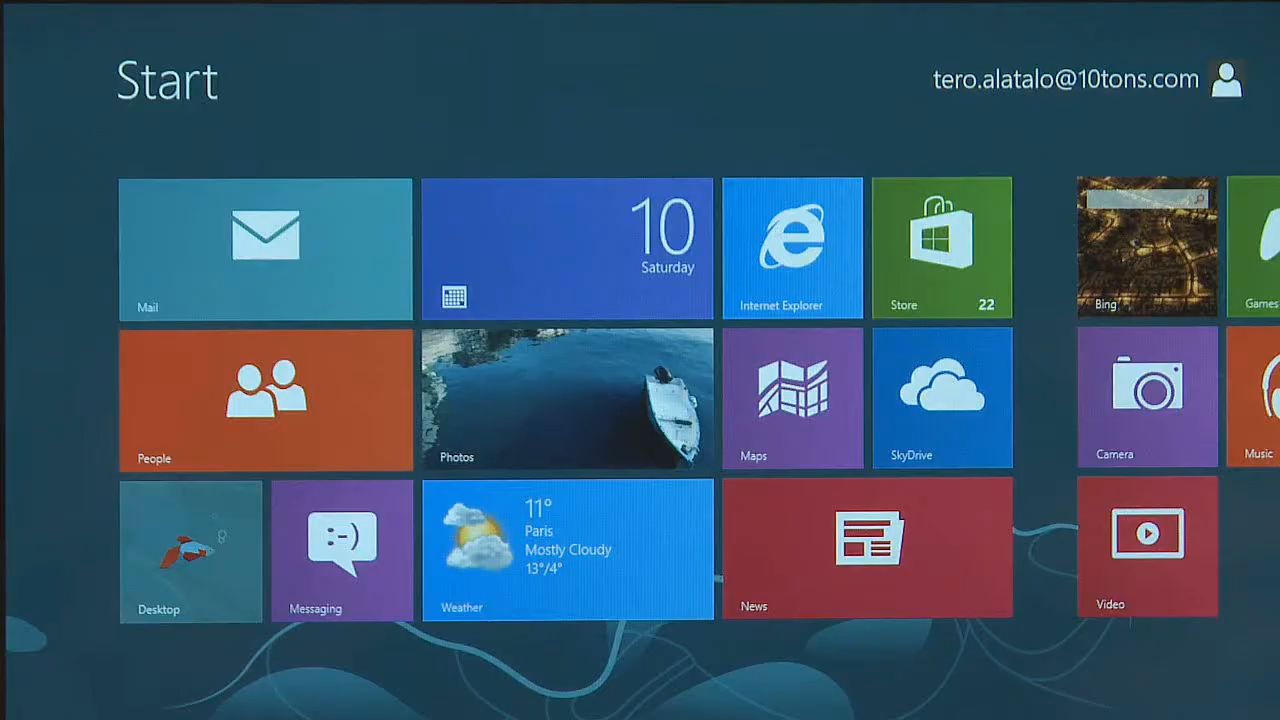 Start
tero.alatalo@10tons.com
Mail
10
Saturday
Internet Explorer
Store 22
Bing
Games
People
Photos
Maps
SkyDrive
Camera
Music
Desktop
Messaging
11°
Paris
Mostly Cloudy
13°/4°
Weather
News
Video